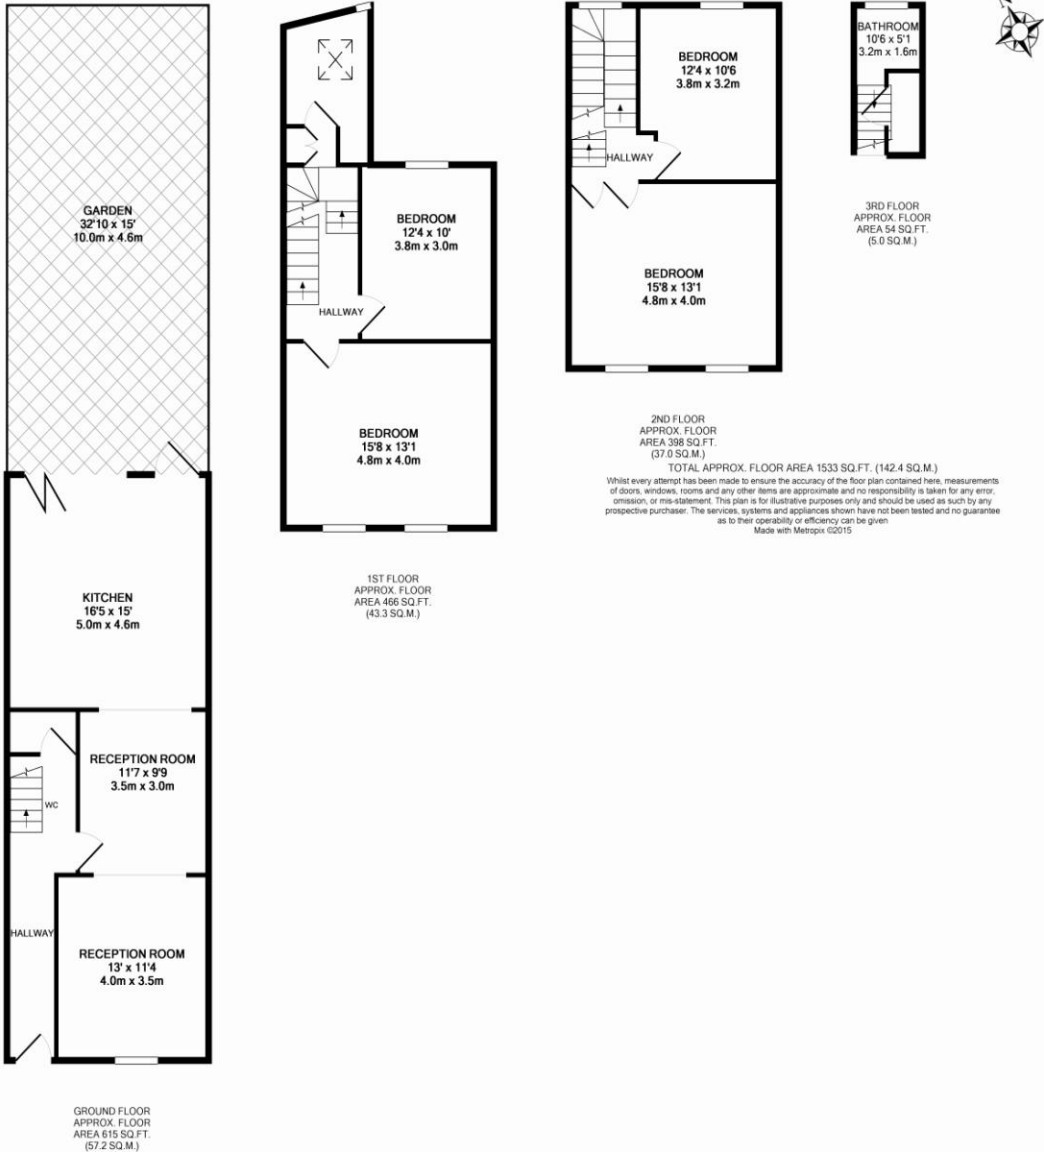 GARDEN
32'10 x 15'
10.0m x 4.6m
KITCHEN
16'5 x 15'
5.0m x 4.6m
RECEPTION ROOM
11'7 x 9'9
3.5m x 3.0m
WC
HALLWAY
RECEPTION ROOM
13' x 11'4
4.0m x 3.5m
GROUND FLOOR
APPROX. FLOOR
AREA 615 SQ.FT.
(57.2 SQ.M.)
BEDROOM
12'4 x 10'
3.8m x 3.0m
HALLWAY
BEDROOM
15'8 x 13'1
4.8m x 4.0m
1ST FLOOR
APPROX. FLOOR
AREA 466 SQ.FT.
(43.3 SQ.M.)
BEDROOM
12'4 x 10'6
3.8m x 3.2m
HALLWAY
BEDROOM
15'8 x 13'1
4.8m x 4.0m
2ND FLOOR
APPROX. FLOOR
AREA 398 SQ.FT.
(37.0 SQ.M.)
BATHROOM
10'6 x 5'1
3.2m x 1.6m
3RD FLOOR
APPROX. FLOOR
AREA 54 SQ.FT.
(5.0 SQ.M.)
TOTAL APPROX. FLOOR AREA 1533 SQ.FT. (142.4 SQ.M.)
Whilst every attempt has been made to ensure the accuracy of the floor plan contained here, measurements
of doors, windows, rooms and any other items are approximate and no responsibility is taken for any error,
omission, or mis-statement. This plan is for illustrative purposes only and should be used as such by any
prospective purchaser. The services, systems and appliances shown have not been tested and no guarantee
as to their operability or efficiency can be given
Made with Metropix ©2015